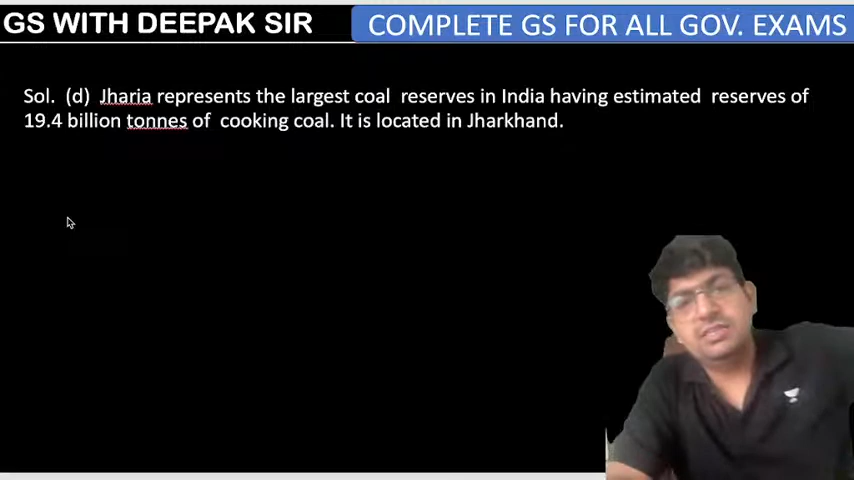 GS WITH DEEPAK SIR
COMPLETE GS FOR ALL GOV. EXAMS
Sol. (d) Jharia represents the largest coal reserves in India having estimated reserves of
19.4 billion tonnes of cooking coal. It is located in Jharkhand.